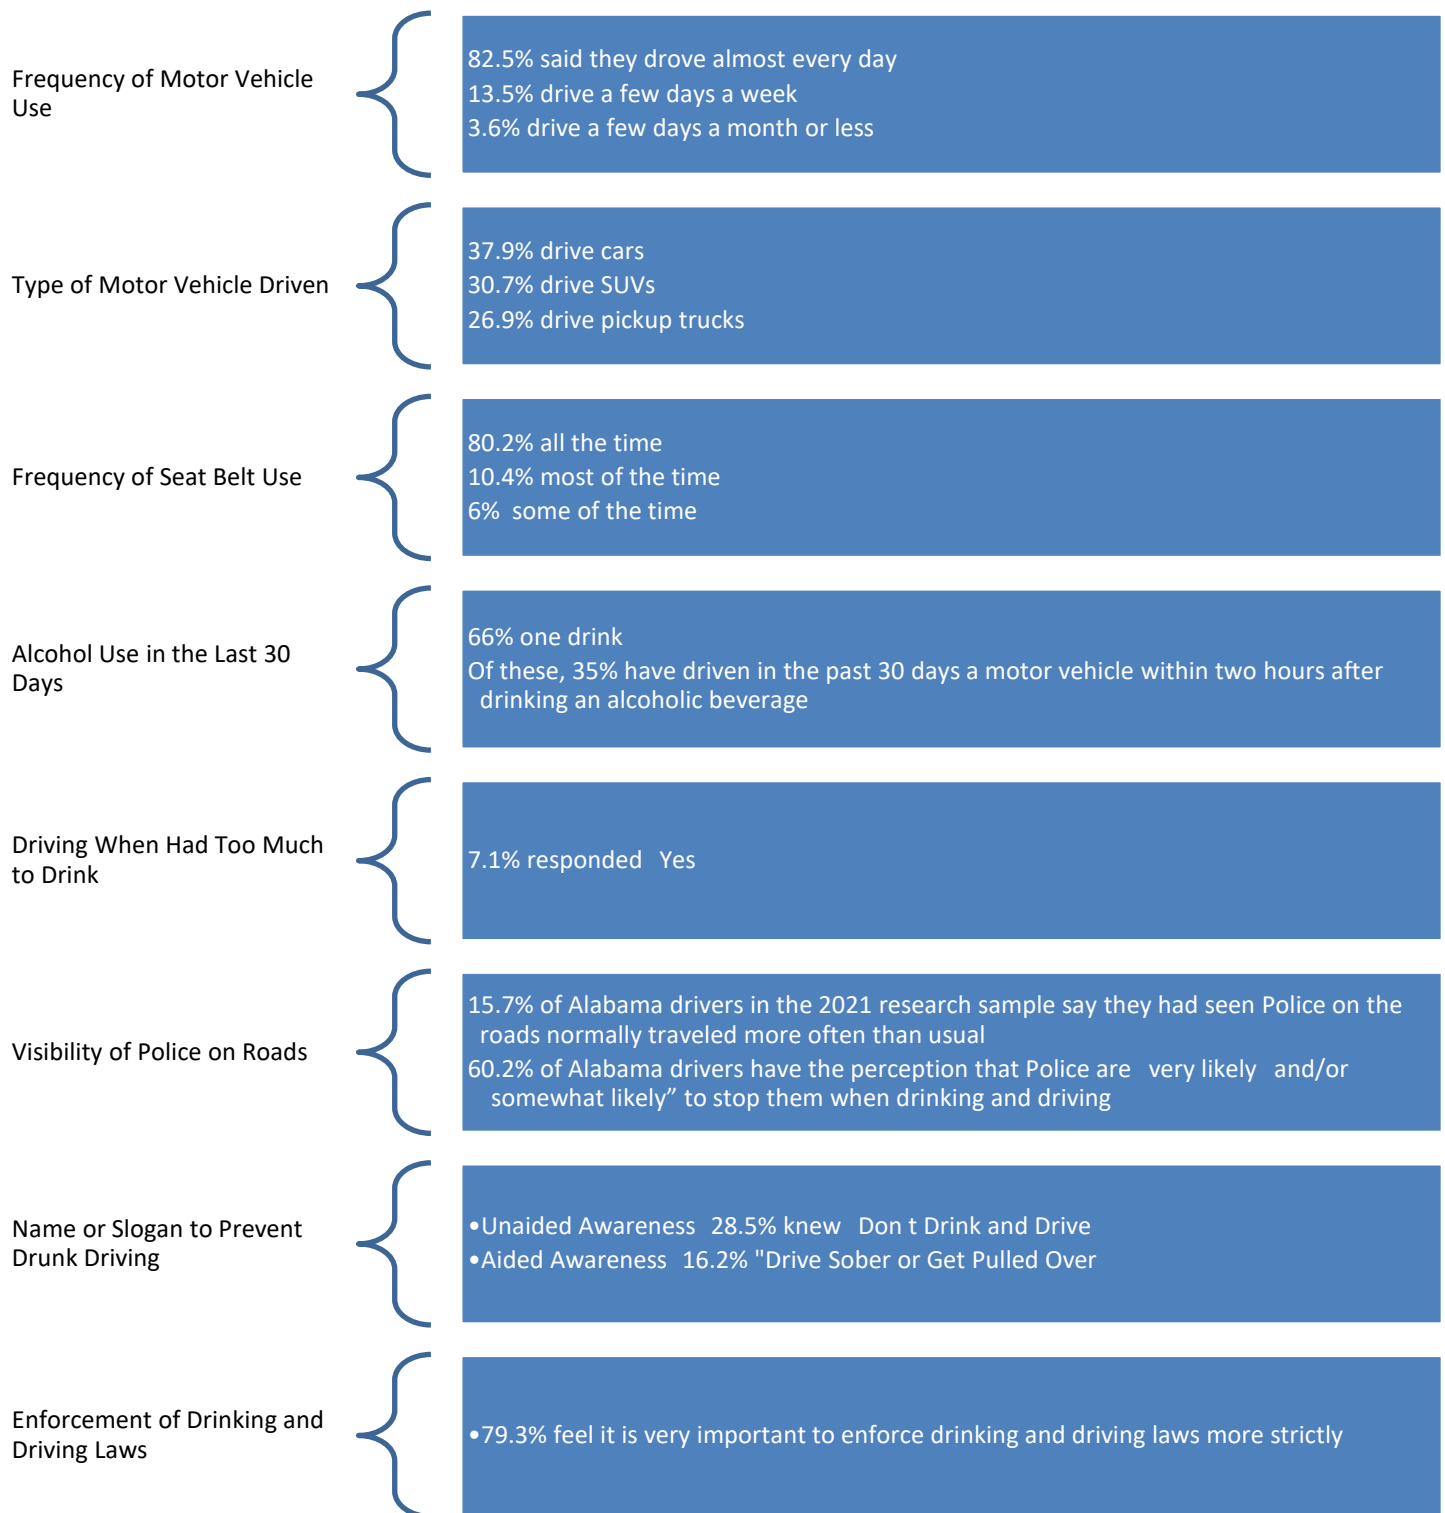 Frequency of Motor Vehicle
Use
82.5% said they drove almost every day
13.5% drive a few days a week
3.6% drive a few days a month or less
Type of Motor Vehicle Driven
37.9% drive cars
30.7% drive SUVs
26.9% drive pickup trucks
Frequency of Seat Belt Use
80.2% all the time
10.4% most of the time
6% some of the time
Alcohol Use in the Last 30
Days
66% one drink
Of these, 35% have driven in the past 30 days a motor vehicle within two hours after
drinking an alcoholic beverage
Driving When Had Too Much
to Drink
7.1% responded Yes
Visibility of Police on Roads
15.7% of Alabama drivers in the 2021 research sample say they had seen Police on the
roads normally traveled more often than usual
60.2% of Alabama drivers have the perception that Police are very likely and/or
somewhat likely” to stop them when drinking and driving
Name or Slogan to Prevent
Drunk Driving
•Unaided Awareness 28.5% knew Don t Drink and Drive
•Aided Awareness 16.2% "Drive Sober or Get Pulled Over
Enforcement of Drinking and
Driving Laws
•79.3% feel it is very important to enforce drinking and driving laws more strictly